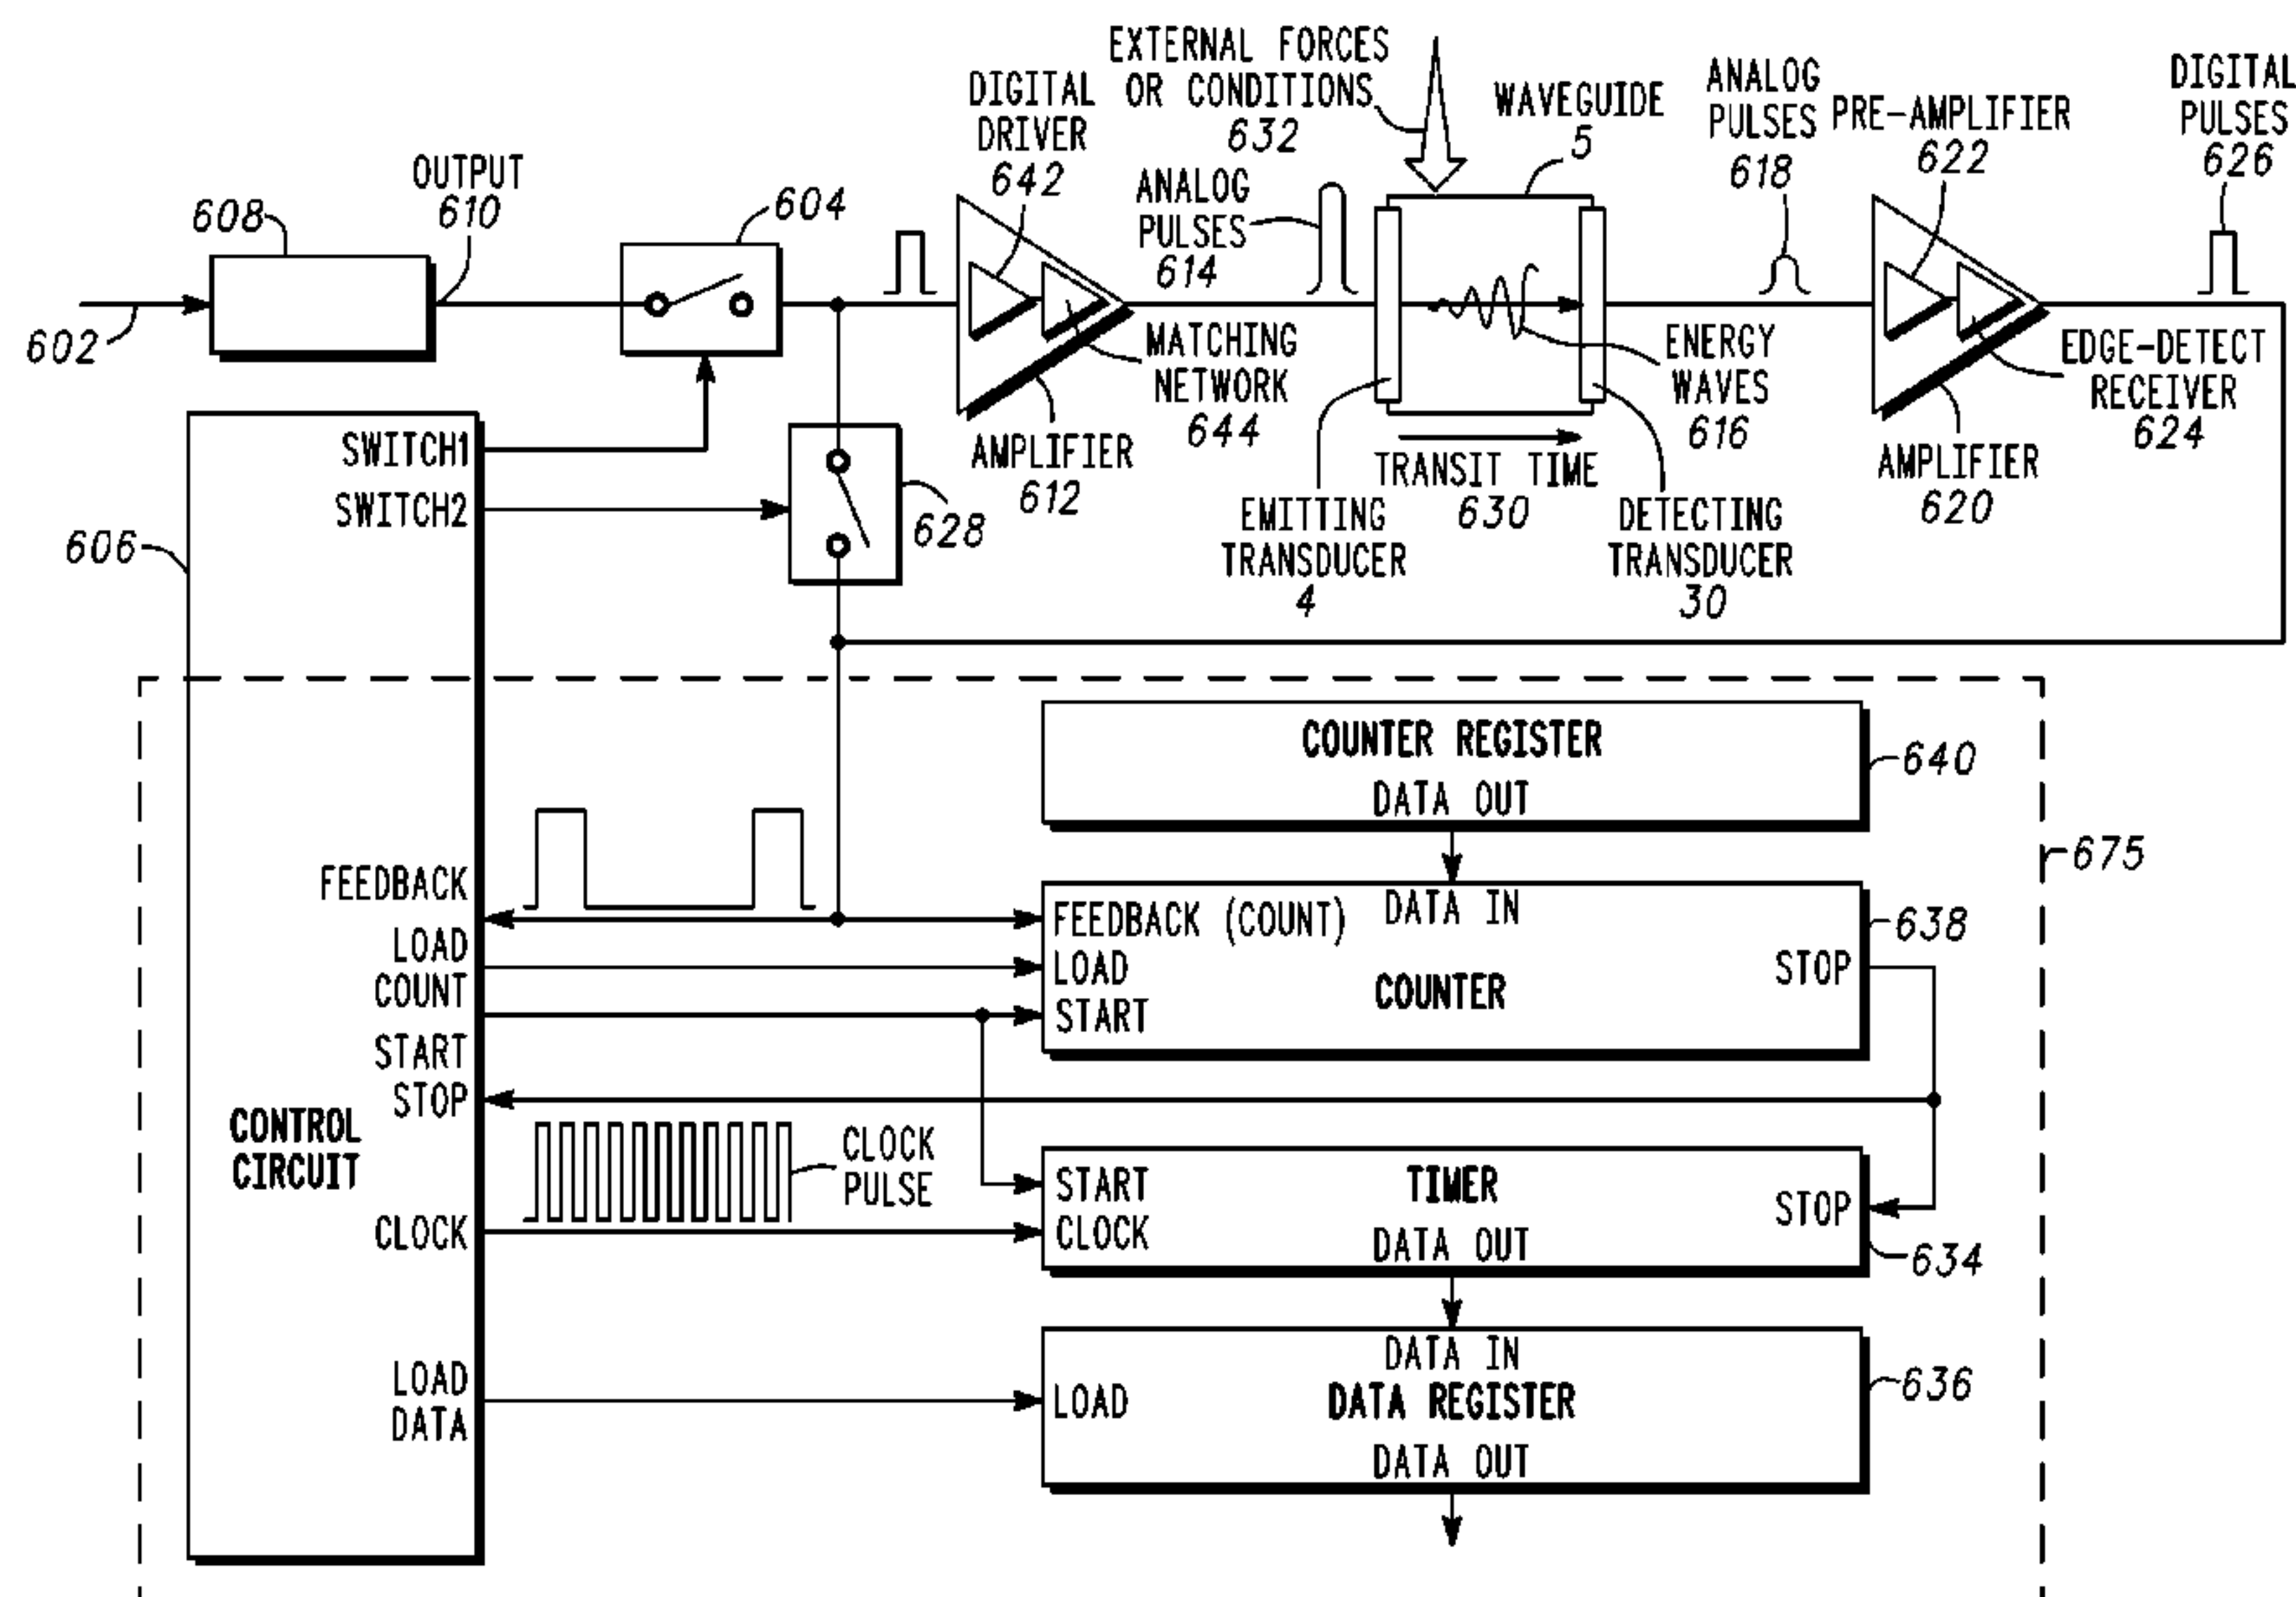 EXTERNAL FORCES
OR CONDITIONS
632
DIGITAL
DRIVER
642
WAVEGUIDE
5
ANALOG
PULSES
618
PRE-AMPLIFIER
622
DIGITAL
PULSES
626
608
OUTPUT
610
604
ANALOG
PULSES
614
602
MATCHING
NETWORK
644
ENERGY
WAVES
616
EDGE-DETECT
RECEIVER
624
AMPLIFIER
612
TRANSIT TIME
630
AMPLIFIER
620
EMITTING
TRANSDUCER
4
DETECTING
TRANSDUCER
30
SWITCH1
SWITCH2
606
628
COUNTER REGISTER
DATA OUT
640
675
FEEDBACK
LOAD
COUNT
START
STOP
CONTROL
CIRCUIT
CLOCK
LOAD
DATA
FEEDBACK (COUNT)
DATA IN
LOAD
COUNTER
START
STOP
638
CLOCK
PULSE
START
TIMER
CLOCK
DATA OUT
STOP
634
DATA IN
LOAD
DATA REGISTER
DATA OUT
636